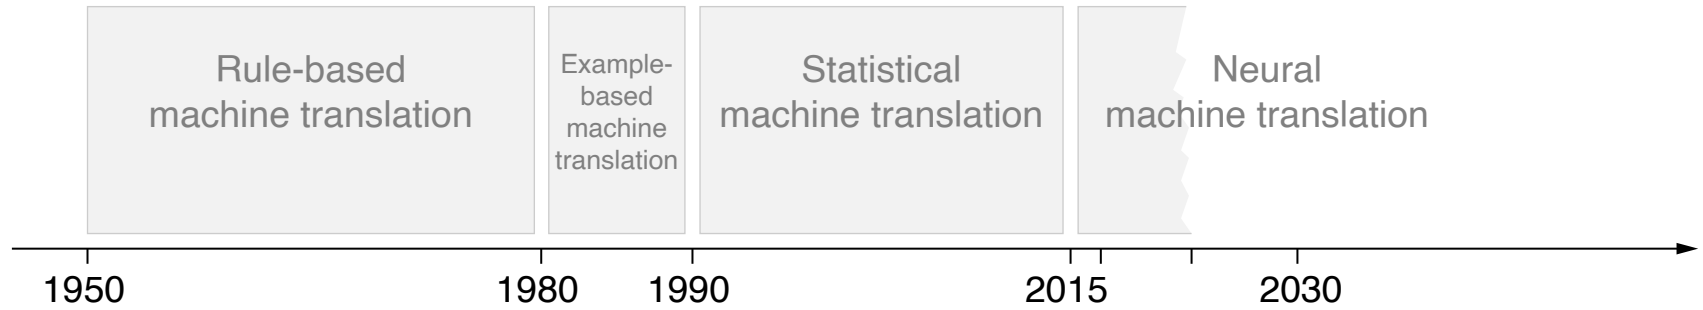 Rule-based
machine translation
Example-
based
machine
translation
Statistical
machine translation
Neural
machine translation
1950
1980
1990
2015
2030